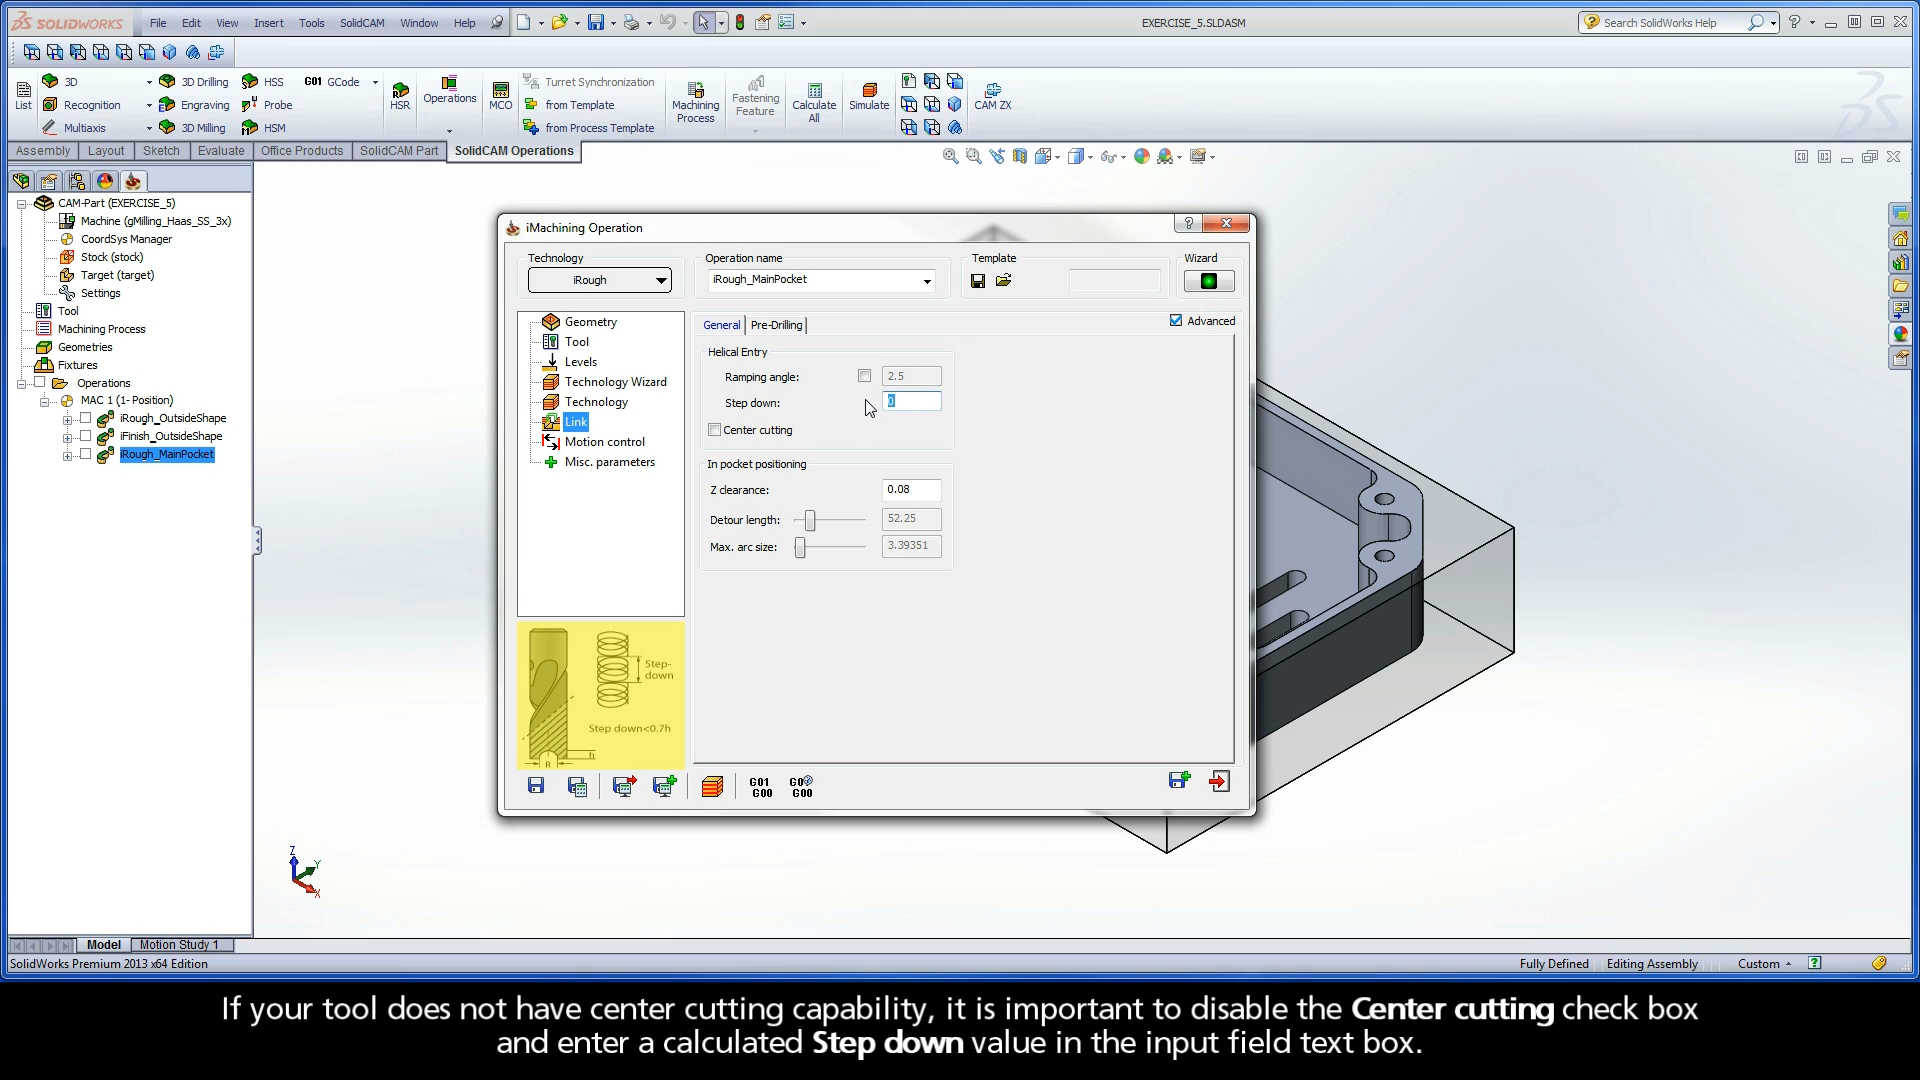 SOLIDWORKS File Edit View Insert Tools SolidCAM Window Help EXERCISE_5.SLDASM Search SolidWorks Help
3D 3D Drilling HSS G01 GCode Turret Synchronization
List Recognition Engraving Probe HSR Operations MCO from Template Machining Process Fastening Feature Calculate All Simulate CAM ZX
Multiaxis 3D Milling HSM from Process Template
Assembly Layout Sketch Evaluate Office Products SolidCAM Part SolidCAM Operations
CAM-Part (EXERCISE_5)
Machine (gMilling_Haas_SS_3x)
CoordSys Manager
Stock (stock)
Target (target)
Settings
Tool
Machining Process
Geometries
Fixtures
Operations
MAC 1 (1- Position)
iRough_OutsideShape
iFinish_OutsideShape
iRough_MainPocket
iMachining Operation
Technology Operation name Template Wizard
iRough iRough_MainPocket
Geometry
Tool
Levels
Technology Wizard
Technology
Link
Motion control
Misc. parameters
General Pre-Drilling Advanced
Helical Entry
Ramping angle: 2.5
Step down: 0
Center cutting
In pocket positioning
Z clearance: 0.08
Detour length: 52.25
Max. arc size: 3.39351
Step-
down
Step down<0.7h
h
R
G01 G00
G00 G00
Z
Y
X
Model Motion Study 1
SolidWorks Premium 2013 x64 Edition Fully Defined Editing Assembly Custom
If your tool does not have center cutting capability, it is important to disable the Center cutting check box
and enter a calculated Step down value in the input field text box.